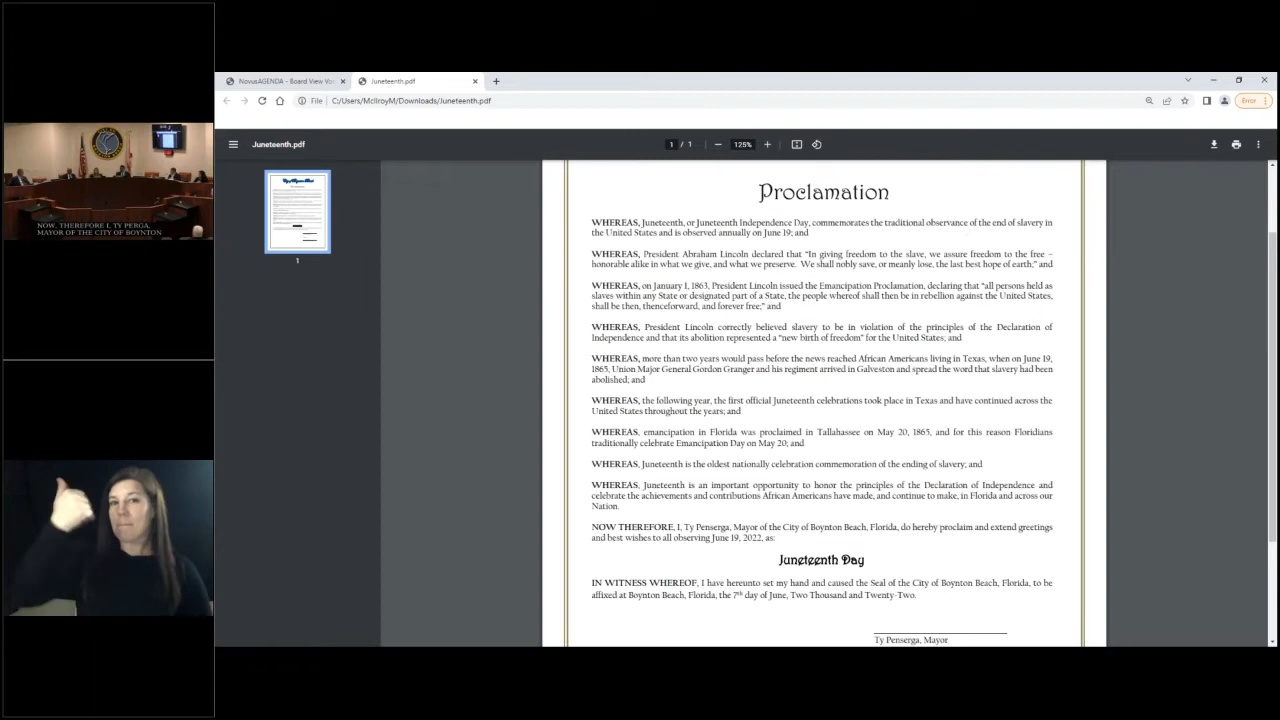 NovusAGENDA - Board View Vo
Juneteenth.pdf
File
C:/Users/McIlroyM/Downloads/Juneteenth.pdf
Error
Juneteenth.pdf
1 / 1
125%
1
NOW, THEREFORE I, TY PERGA,
MAYOR OF THE CITY OF BOYNTON
Proclamation
WHEREAS, Juneteenth, or Juneteenth Independence Day, commemorates the traditional observance of the end of slavery in
the United States and is observed annually on June 19; and
WHEREAS, President Abraham Lincoln declared that “In giving freedom to the slave, we assure freedom to the free –
honorable alike in what we give, and what we preserve. We shall nobly save, or meanly lose, the last best hope of earth;” and
WHEREAS, on January 1, 1863, President Lincoln issued the Emancipation Proclamation, declaring that “all persons held as
slaves within any State or designated part of a State, the people whereof shall then be in rebellion against the United States,
shall be then, thenceforward, and forever free;” and
WHEREAS, President Lincoln correctly believed slavery to be in violation of the principles of the Declaration of
Independence and that its abolition represented a “new birth of freedom” for the United States; and
WHEREAS, more than two years would pass before the news reached African Americans living in Texas, when on June 19,
1865, Union Major General Gordon Granger and his regiment arrived in Galveston and spread the word that slavery had been
abolished; and
WHEREAS, the following year, the first official Juneteenth celebrations took place in Texas and have continued across the
United States throughout the years; and
WHEREAS, emancipation in Florida was proclaimed in Tallahassee on May 20, 1865, and for this reason Floridians
traditionally celebrate Emancipation Day on May 20; and
WHEREAS, Juneteenth is the oldest nationally celebration commemoration of the ending of slavery; and
WHEREAS, Juneteenth is an important opportunity to honor the principles of the Declaration of Independence and
celebrate the achievements and contributions African Americans have made, and continue to make, in Florida and across our
Nation.
NOW THEREFORE, I, Ty Penserga, Mayor of the City of Boynton Beach, Florida, do hereby proclaim and extend greetings
and best wishes to all observing June 19, 2022, as:
Juneteenth Day
IN WITNESS WHEREOF, I have hereunto set my hand and caused the Seal of the City of Boynton Beach, Florida, to be
affixed at Boynton Beach, Florida, the 7th day of June, Two Thousand and Twenty-Two.
Ty Penserga, Mayor